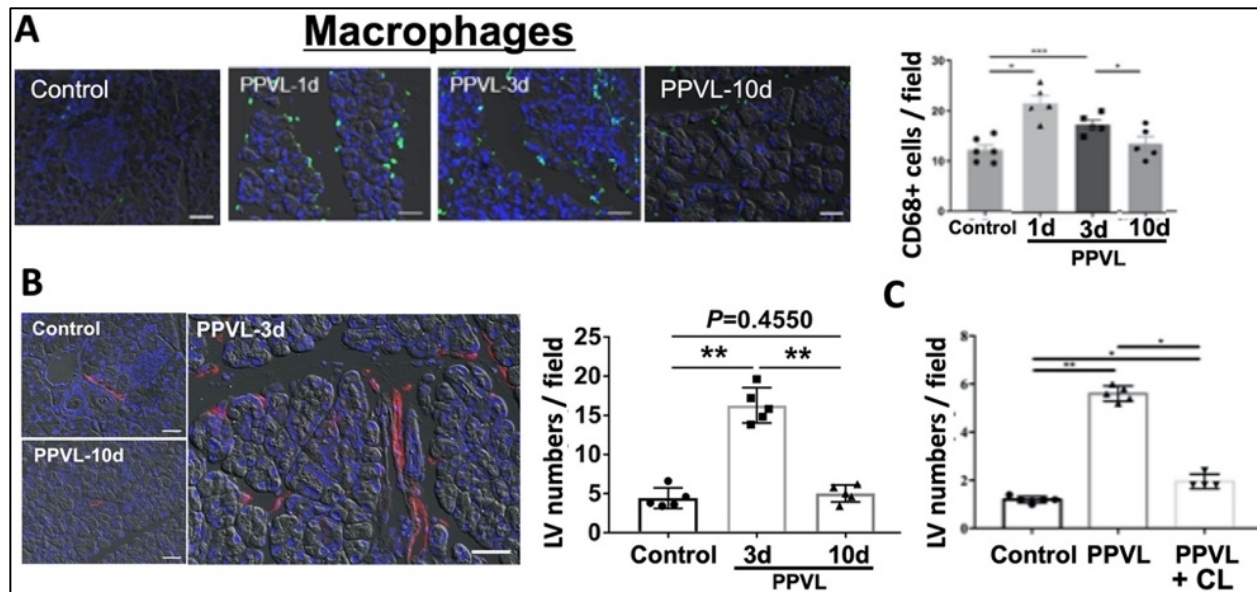 A
Macrophages
Control
PPVL-1d
PPVL-3d
PPVL-10d
CD68+ cells / field
30
20
10
0
***
*
*
Control
1d
3d
10d
PPVL
B
Control
PPVL-3d
PPVL-10d
LV numbers / field
25
20
15
10
5
0
P=0.4550
**
**
Control
3d
10d
PPVL
C
LV numbers / field
8
6
4
2
0
*
*
**
Control
PPVL
PPVL
+ CL